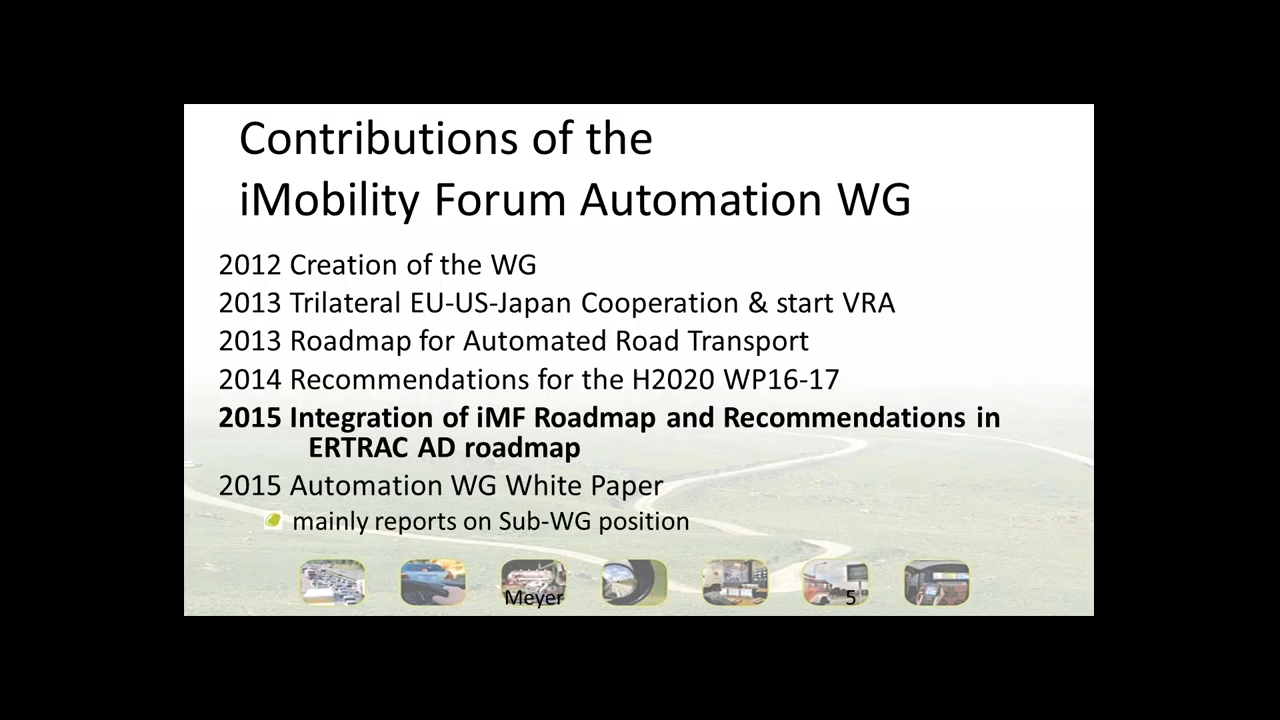 Contributions of the
iMobility Forum Automation WG
2012 Creation of the WG
2013 Trilateral EU-US-Japan Cooperation & start VRA
2013 Roadmap for Automated Road Transport
2014 Recommendations for the H2020 WP16-17
2015 Integration of iMF Roadmap and Recommendations in
ERTRAC AD roadmap
2015 Automation WG White Paper
mainly reports on Sub-WG position
Meyer 5